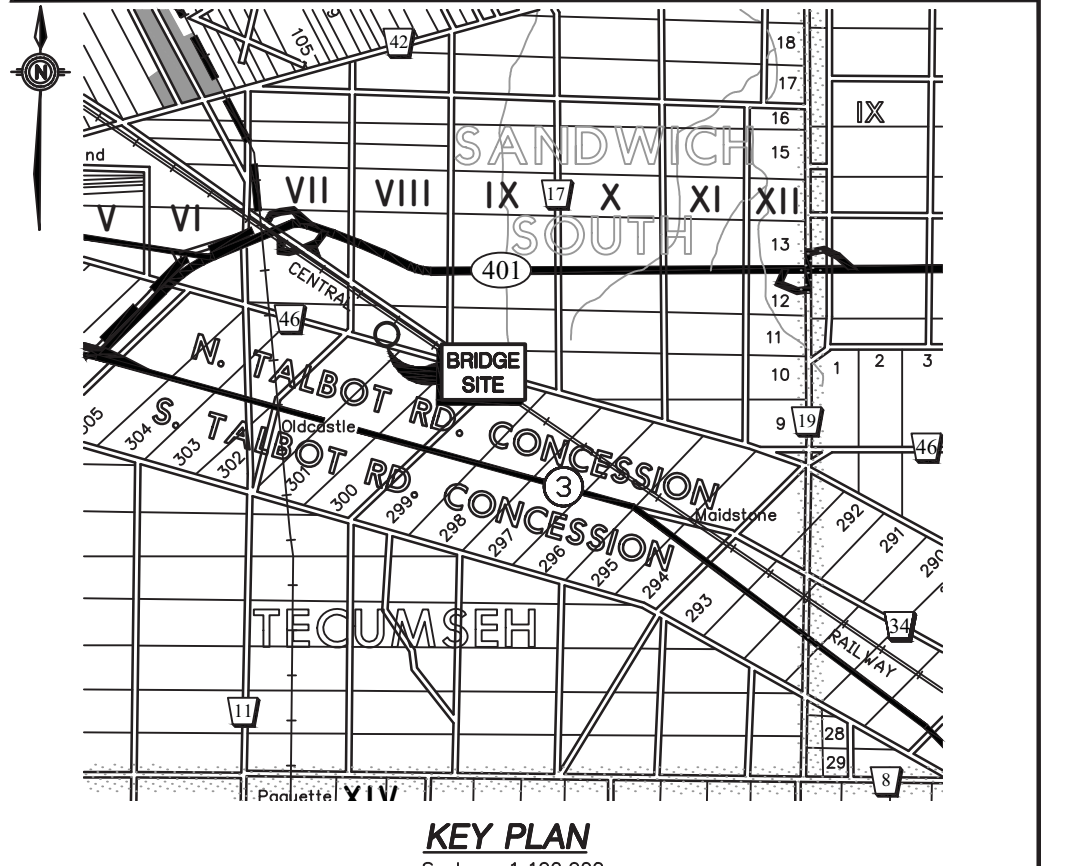 N
105
42
18
17
16
IX
15
SANDWICH
nd
VII VIII IX 17 X XI XII
V VI
SOUTH
13
401
CENTRAL
12
46
11
BRIDGE
SITE
1 2 3
10
N. TALBOT RD. CONCESSION
9
19
46
S. TALBOT RD. CONCESSION
Oldcastle
304
303
302
301
300
299
298
297
296
295
294
293
3
Maidstone
292
291
290
TECUMSEH
34
RAILWAY
11
28
29
8
Paquette XIV
KEY PLAN